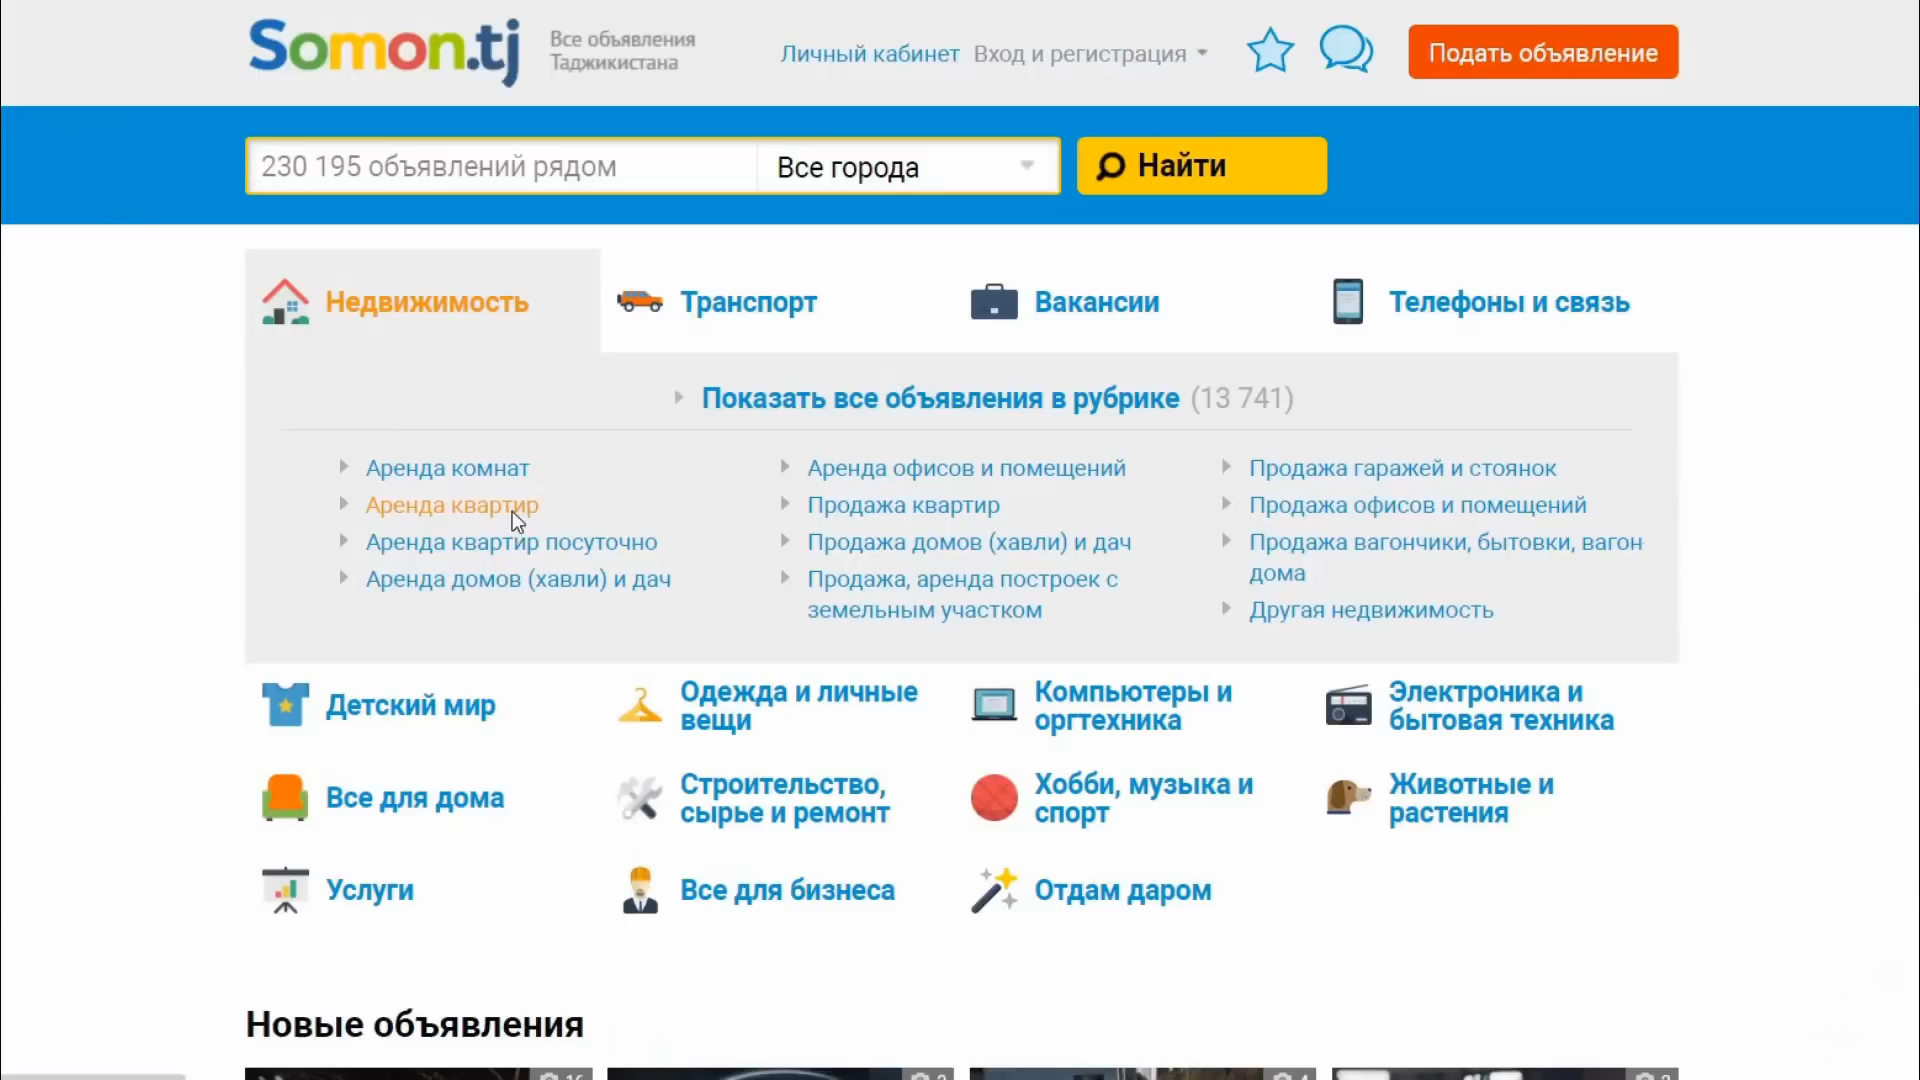 Somon.tj
Все объявления
Таджикистана
Личный кабинет Вход и регистрация
Подать объявление
230 195 объявлений рядом
Все города
Найти
Недвижимость
Транспорт
Вакансии
Телефоны и связь
Показать все объявления в рубрике (13 741)
Аренда комнат
Аренда квартир
Аренда квартир посуточно
Аренда домов (хавли) и дач
Аренда офисов и помещений
Продажа квартир
Продажа домов (хавли) и дач
Продажа, аренда построек с
земельным участком
Продажа гаражей и стоянок
Продажа офисов и помещений
Продажа вагончики, бытовки, вагон-
дома
Другая недвижимость
Детский мир
Одежда и личные
вещи
Компьютеры и
оргтехника
Электроника и
бытовая техника
Все для дома
Строительство,
сырье и ремонт
Хобби, музыка и
спорт
Животные и
растения
Услуги
Все для бизнеса
Отдам даром
Новые объявления